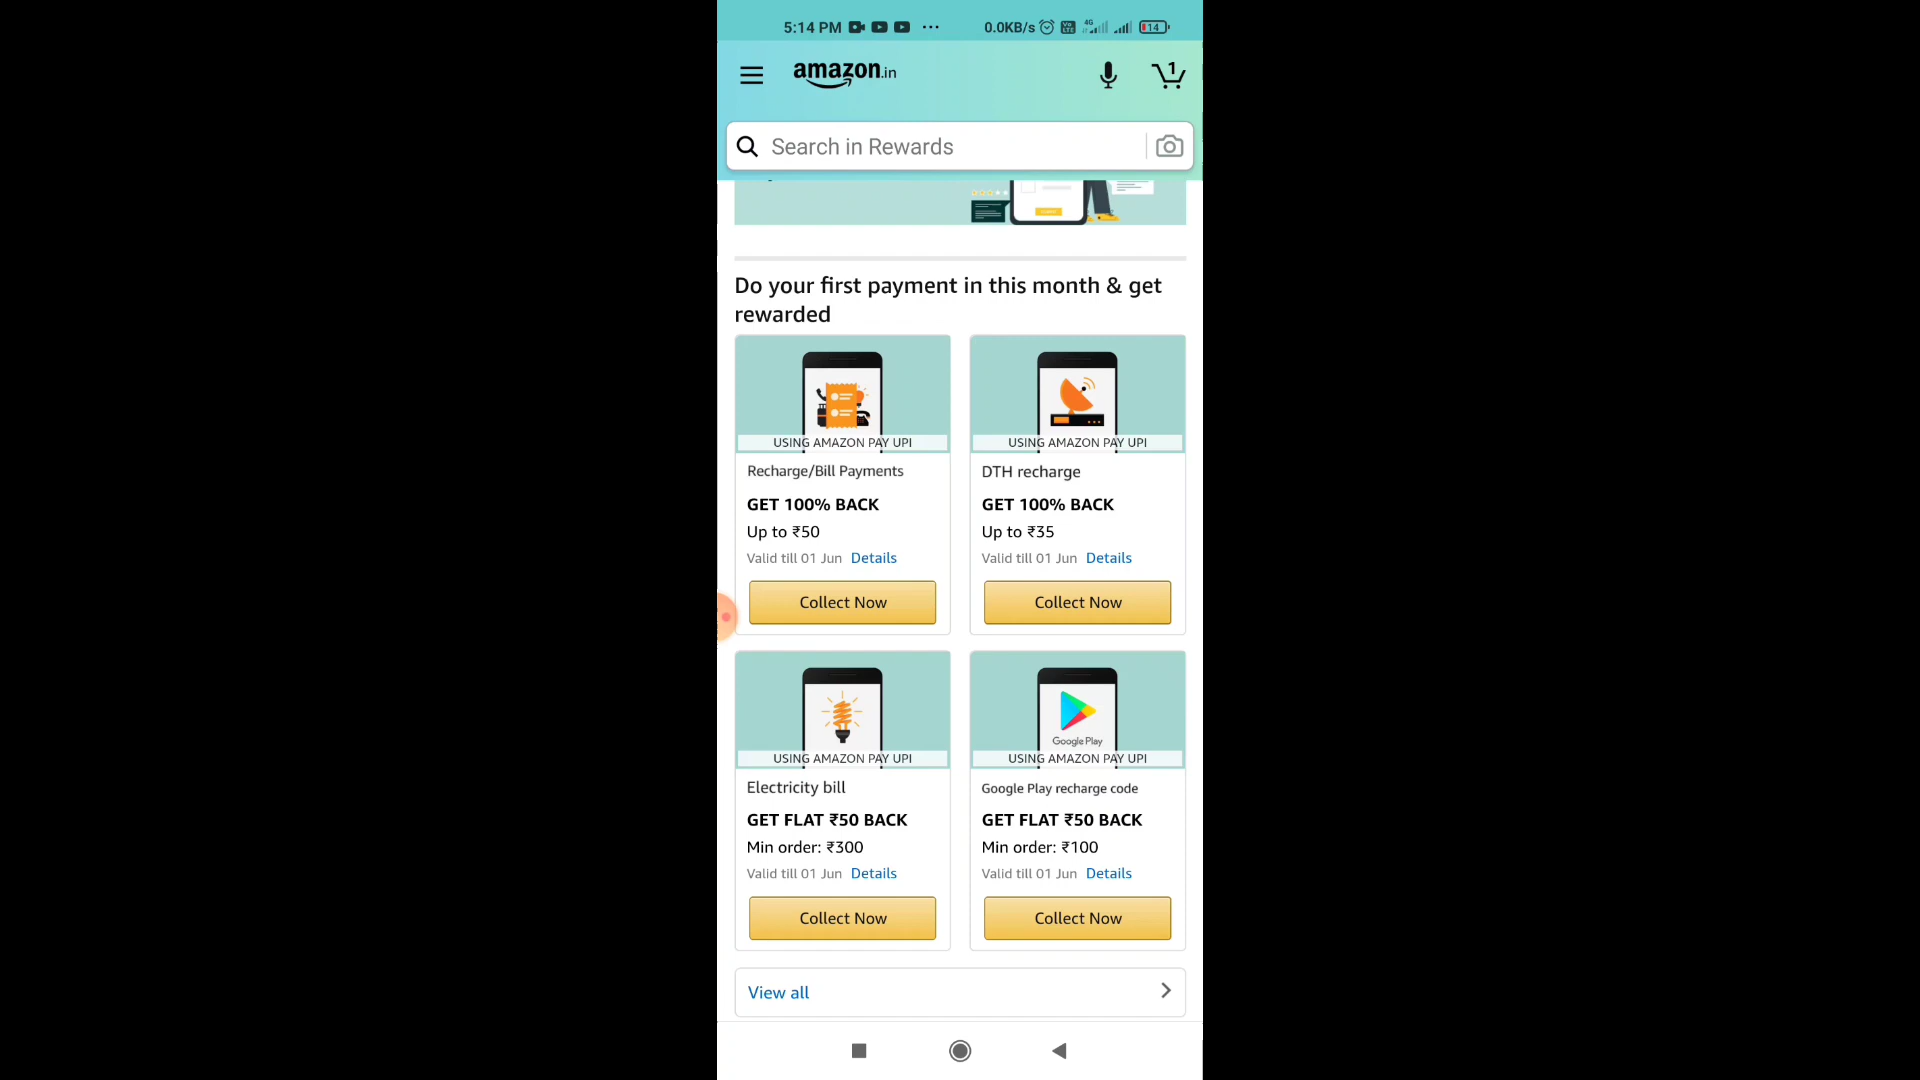 5:14 PM ... 0.0KB/s 4G 14
amazon.in
1
Search in Rewards
Do your first payment in this month & get
rewarded
USING AMAZON PAY UPI
Recharge/Bill Payments
GET 100% BACK
Up to ₹50
Valid till 01 Jun Details
Collect Now
USING AMAZON PAY UPI
DTH recharge
GET 100% BACK
Up to ₹35
Valid till 01 Jun Details
Collect Now
USING AMAZON PAY UPI
Electricity bill
GET FLAT ₹50 BACK
Min order: ₹300
Valid till 01 Jun Details
Collect Now
Google Play
USING AMAZON PAY UPI
Google Play recharge code
GET FLAT ₹50 BACK
Min order: ₹100
Valid till 01 Jun Details
Collect Now
View all